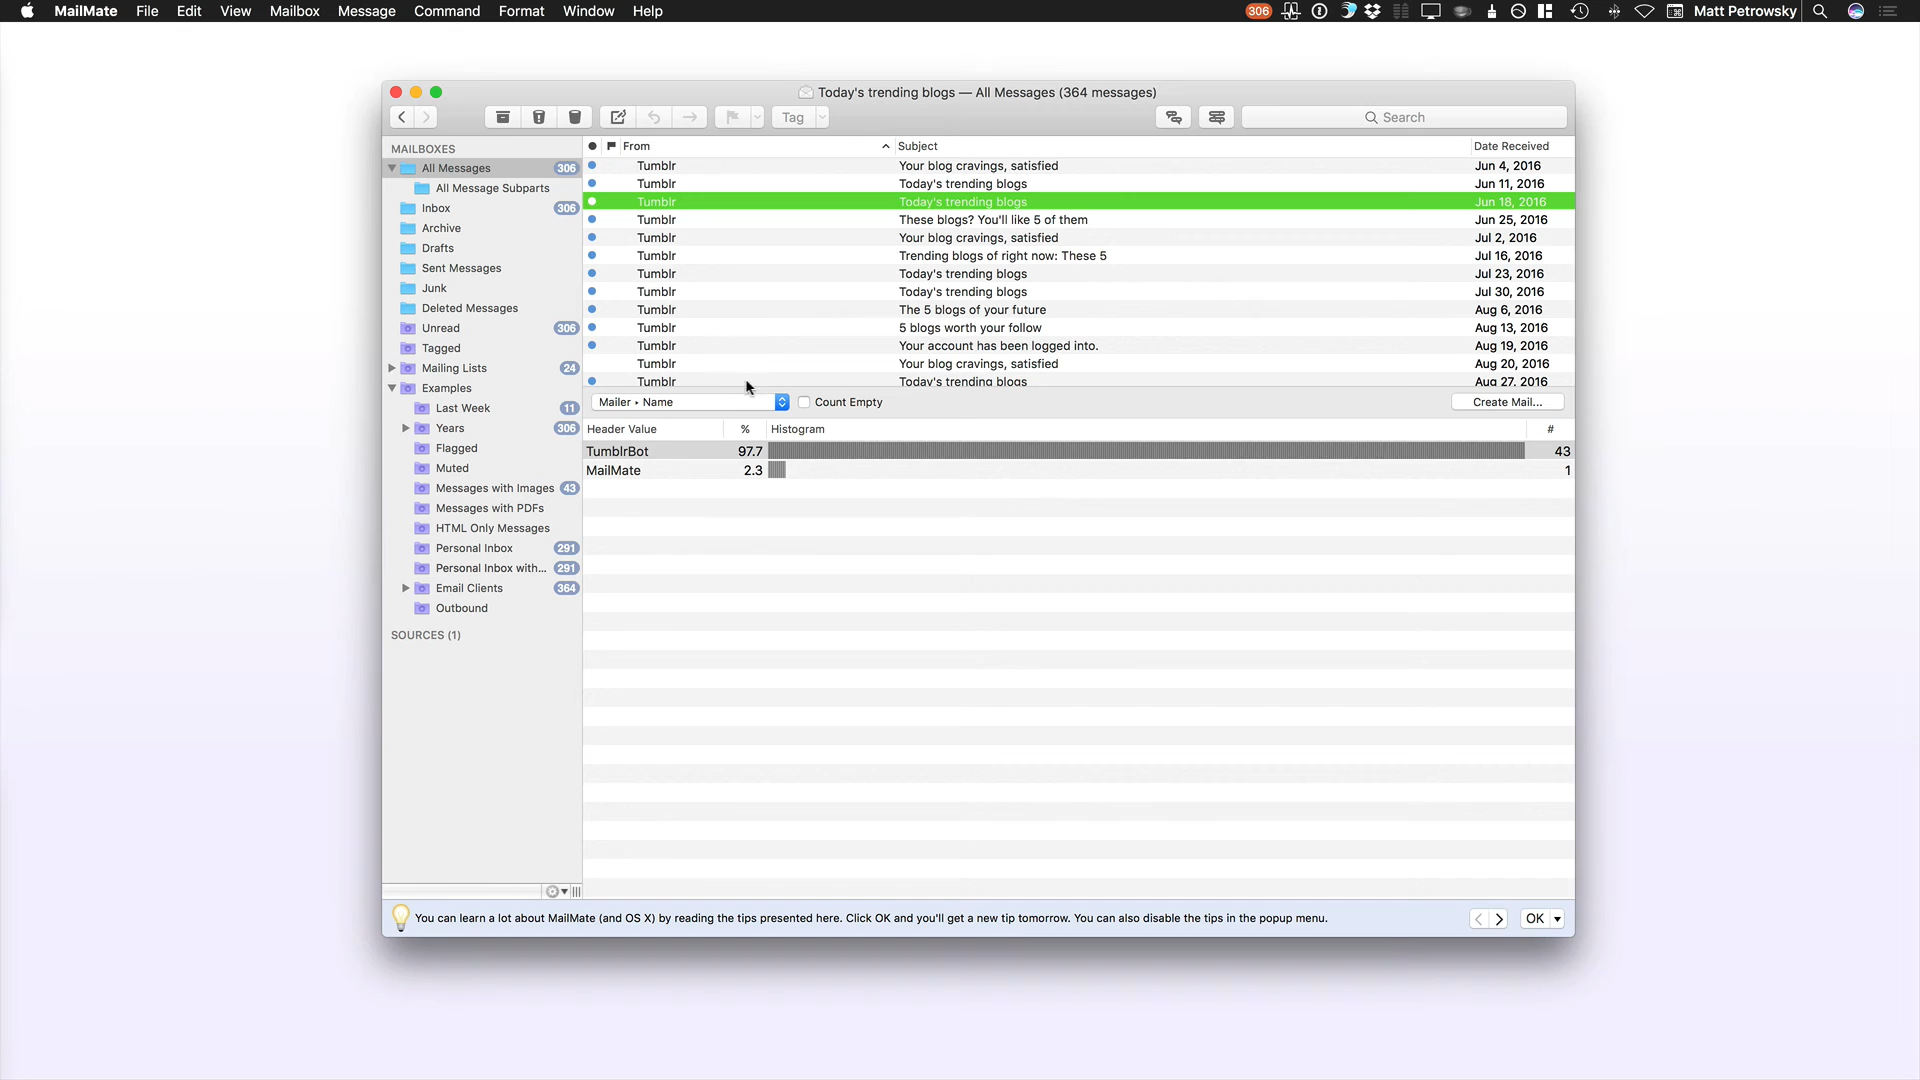 MailMate File Edit View Mailbox Message Command Format Window Help 306 Matt Petrowsky
Today's trending blogs — All Messages (364 messages)
Tag Search
MAILBOXES
All Messages 306
All Message Subparts
Inbox 306
Archive
Drafts
Sent Messages
Junk
Deleted Messages
Unread 306
Tagged
Mailing Lists 24
Examples
Last Week 11
Years 306
Flagged
Muted
Messages with Images 43
Messages with PDFs
HTML Only Messages
Personal Inbox 291
Personal Inbox with... 291
Email Clients 364
Outbound
SOURCES (1)
From Subject Date Received
Tumblr Your blog cravings, satisfied Jun 4, 2016
Tumblr Today's trending blogs Jun 11, 2016
Tumblr Today's trending blogs Jun 18, 2016
Tumblr These blogs? You'll like 5 of them Jun 25, 2016
Tumblr Your blog cravings, satisfied Jul 2, 2016
Tumblr Trending blogs of right now: These 5 Jul 16, 2016
Tumblr Today's trending blogs Jul 23, 2016
Tumblr Today's trending blogs Jul 30, 2016
Tumblr The 5 blogs of your future Aug 6, 2016
Tumblr 5 blogs worth your follow Aug 13, 2016
Tumblr Your account has been logged into. Aug 19, 2016
Tumblr Your blog cravings, satisfied Aug 20, 2016
Tumblr Today's trending blogs Aug 27, 2016
Mailer ▸ Name Count Empty Create Mail...
Header Value % Histogram #
TumblrBot 97.7 43
MailMate 2.3 1
You can learn a lot about MailMate (and OS X) by reading the tips presented here. Click OK and you'll get a new tip tomorrow. You can also disable the tips in the popup menu. OK